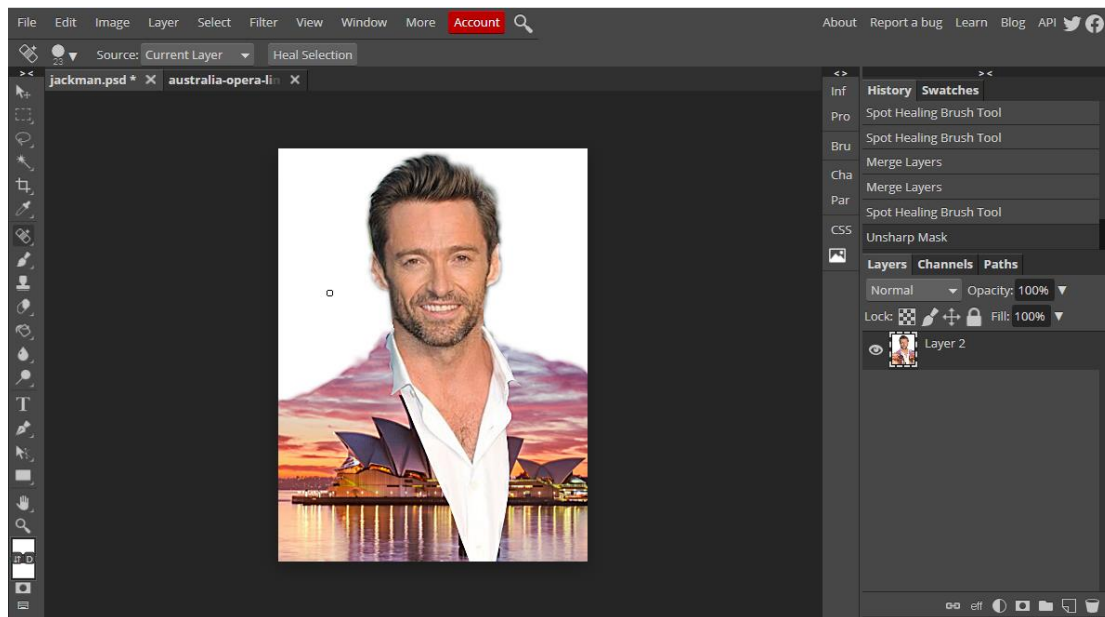 File Edit Image Layer Select Filter View Window More Account About Report a bug Learn Blog API
23 Source: Current Layer Heal Selection
> < < > > <
jackman.psd * australia-opera-lin
History Swatches
Inf
Spot Healing Brush Tool
Pro
Spot Healing Brush Tool
Bru
Merge Layers
Cha
Merge Layers
Par
Spot Healing Brush Tool
CSS
Unsharp Mask
Layers Channels Paths
Normal Opacity: 100%
Lock: Fill: 100%
Layer 2
T
D
eff